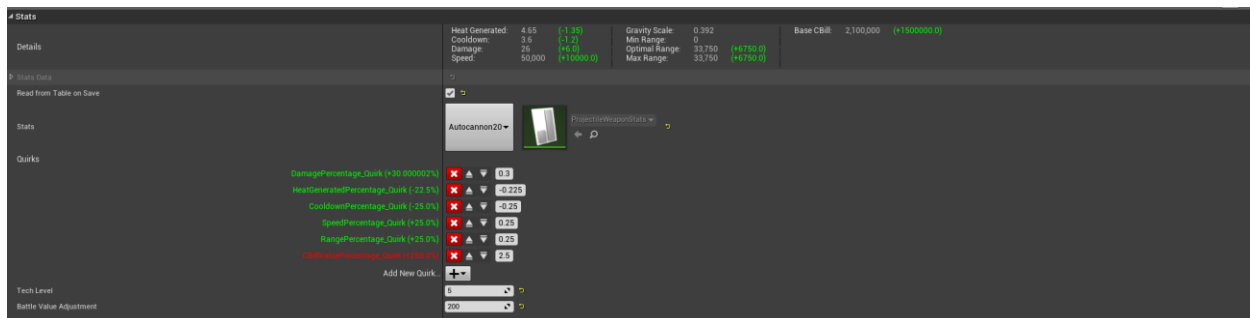 Stats
Details
Heat Generated: 4.65 (-1.35) Gravity Scale: 0.392 Base CBill: 2,100,000 (+1500000.0)
Cooldown: 3.6 (-1.2) Min Range: 0
Damage: 26 (+6.0) Optimal Range: 33,750 (+6750.0)
Speed: 50,000 (+10000.0) Max Range: 33,750 (+6750.0)
Stats Data
Read from Table on Save
Stats Autocannon20 ProjectileWeaponStats
Quirks
DamagePercentage_Quirk (+30.000002%) 0.3
HeatGeneratedPercentage_Quirk (-22.5%) -0.225
CooldownPercentage_Quirk (-25.0%) -0.25
SpeedPercentage_Quirk (+25.0%) 0.25
RangePercentage_Quirk (+25.0%) 0.25
2.5
Add New Quirk...
Tech Level 5
Battle Value Adjustment 200